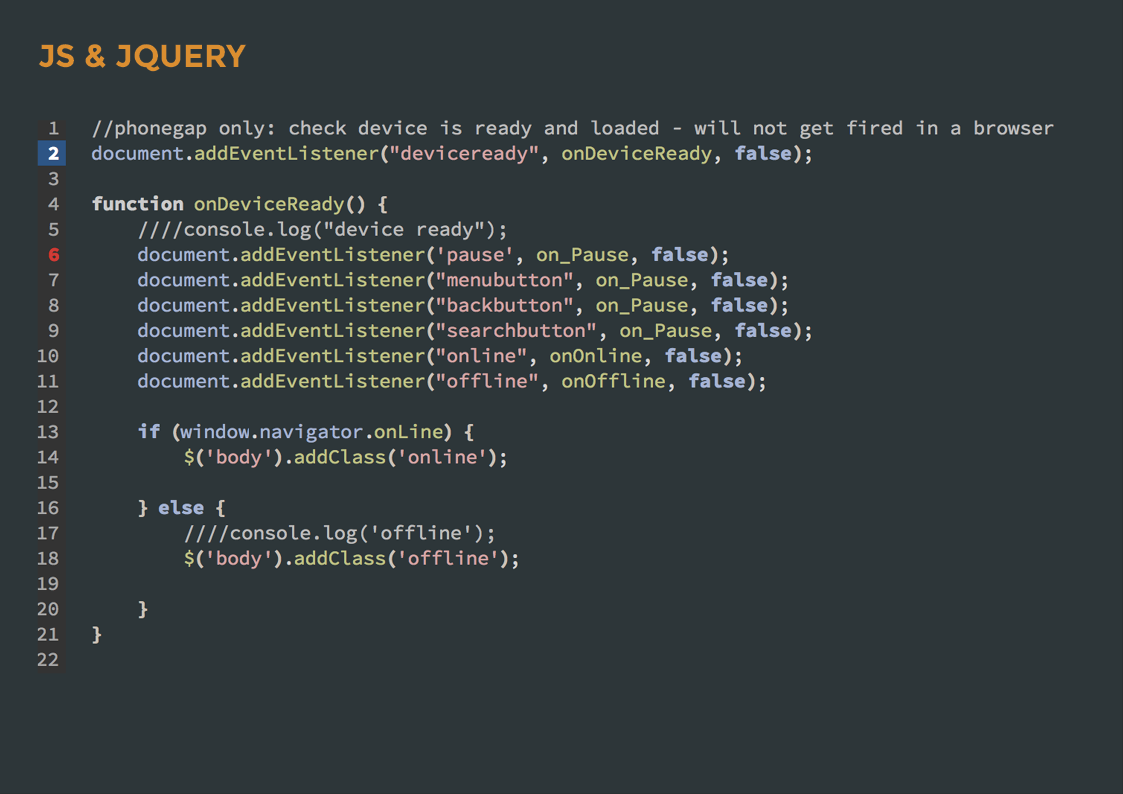 JS & JQUERY
1 //phonegap only: check device is ready and loaded - will not get fired in a browser
2 document.addEventListener("deviceready", onDeviceReady, false);
3
4 function onDeviceReady() {
5     ////console.log("device ready");
6     document.addEventListener('pause', on_Pause, false);
7     document.addEventListener("menubutton", on_Pause, false);
8     document.addEventListener("backbutton", on_Pause, false);
9     document.addEventListener("searchbutton", on_Pause, false);
10     document.addEventListener("online", onOnline, false);
11     document.addEventListener("offline", onOffline, false);
12
13     if (window.navigator.onLine) {
14         $('body').addClass('online');
15
16     } else {
17         ////console.log('offline');
18         $('body').addClass('offline');
19
20     }
21 }
22